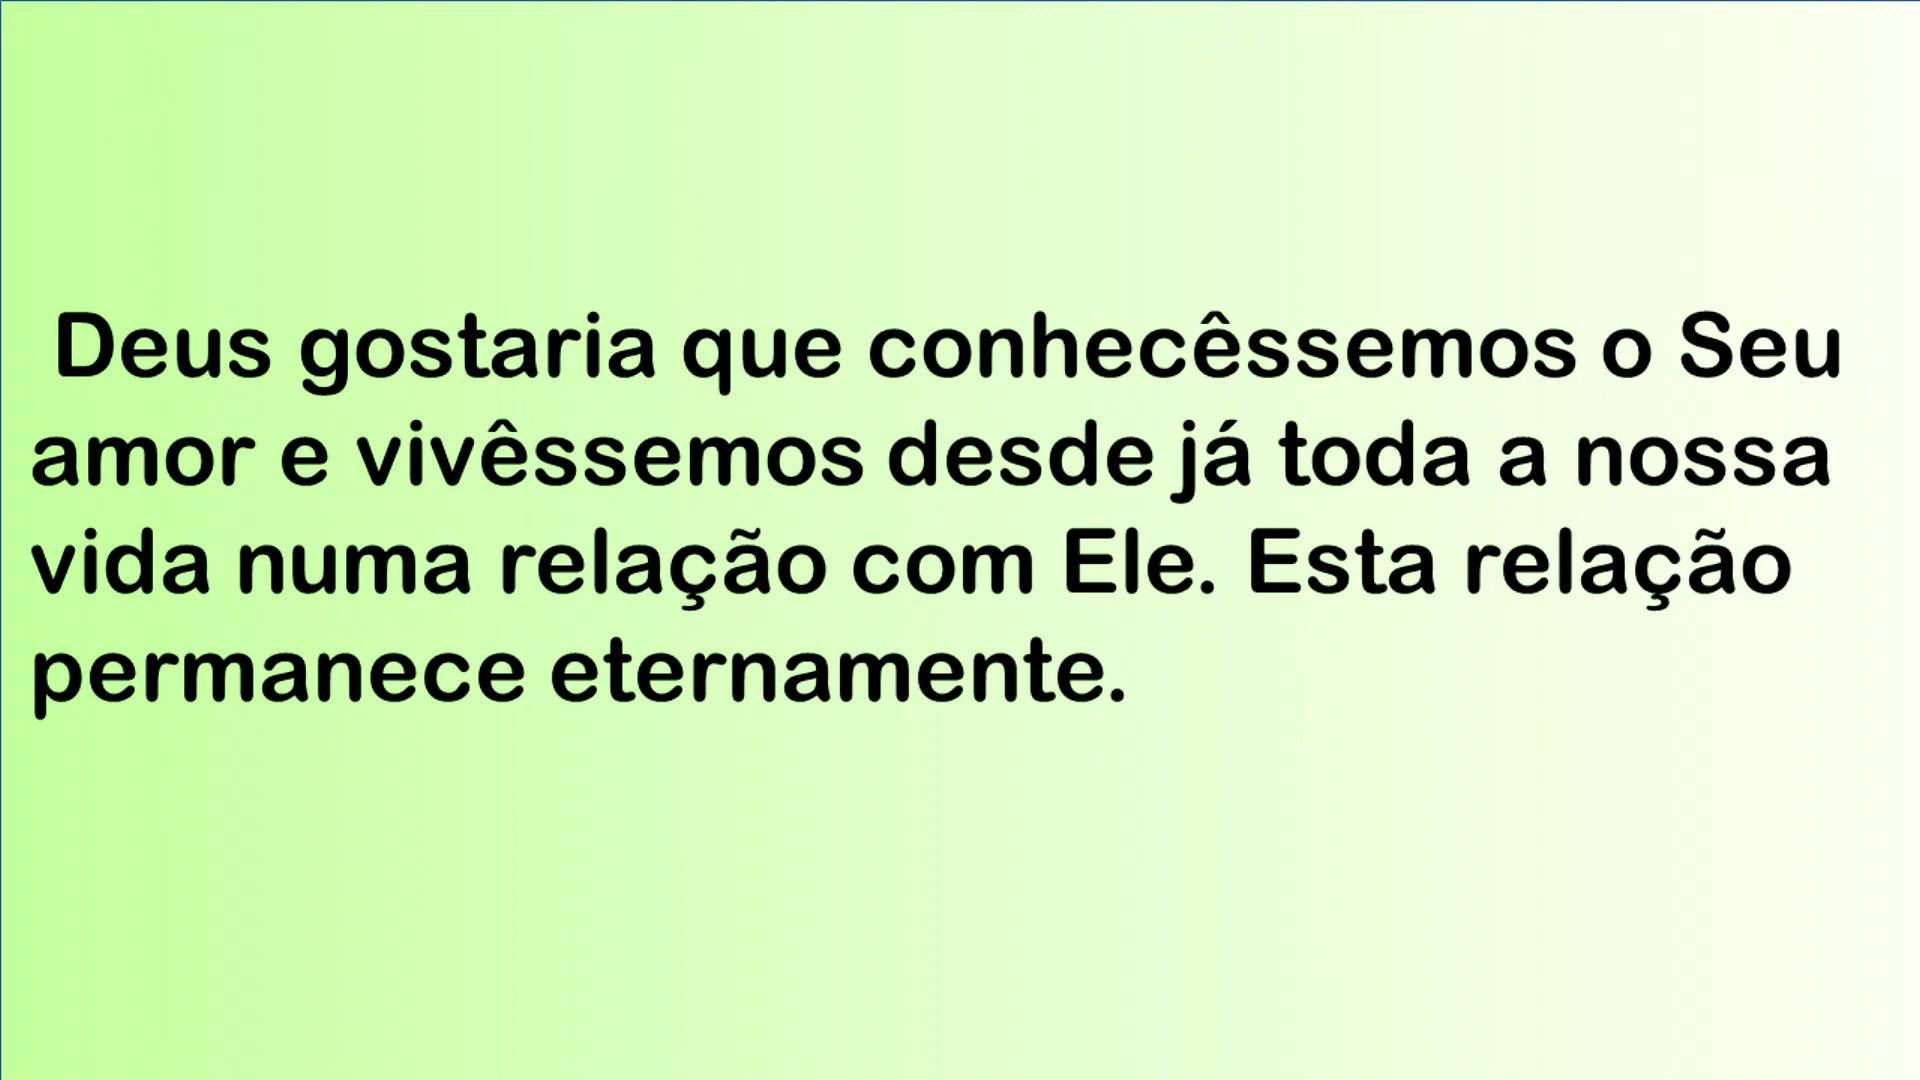 Deus gostaria que conhecêssemos o Seu
amor e vivêssemos desde já toda a nossa
vida numa relação com Ele. Esta relação
permanece eternamente.